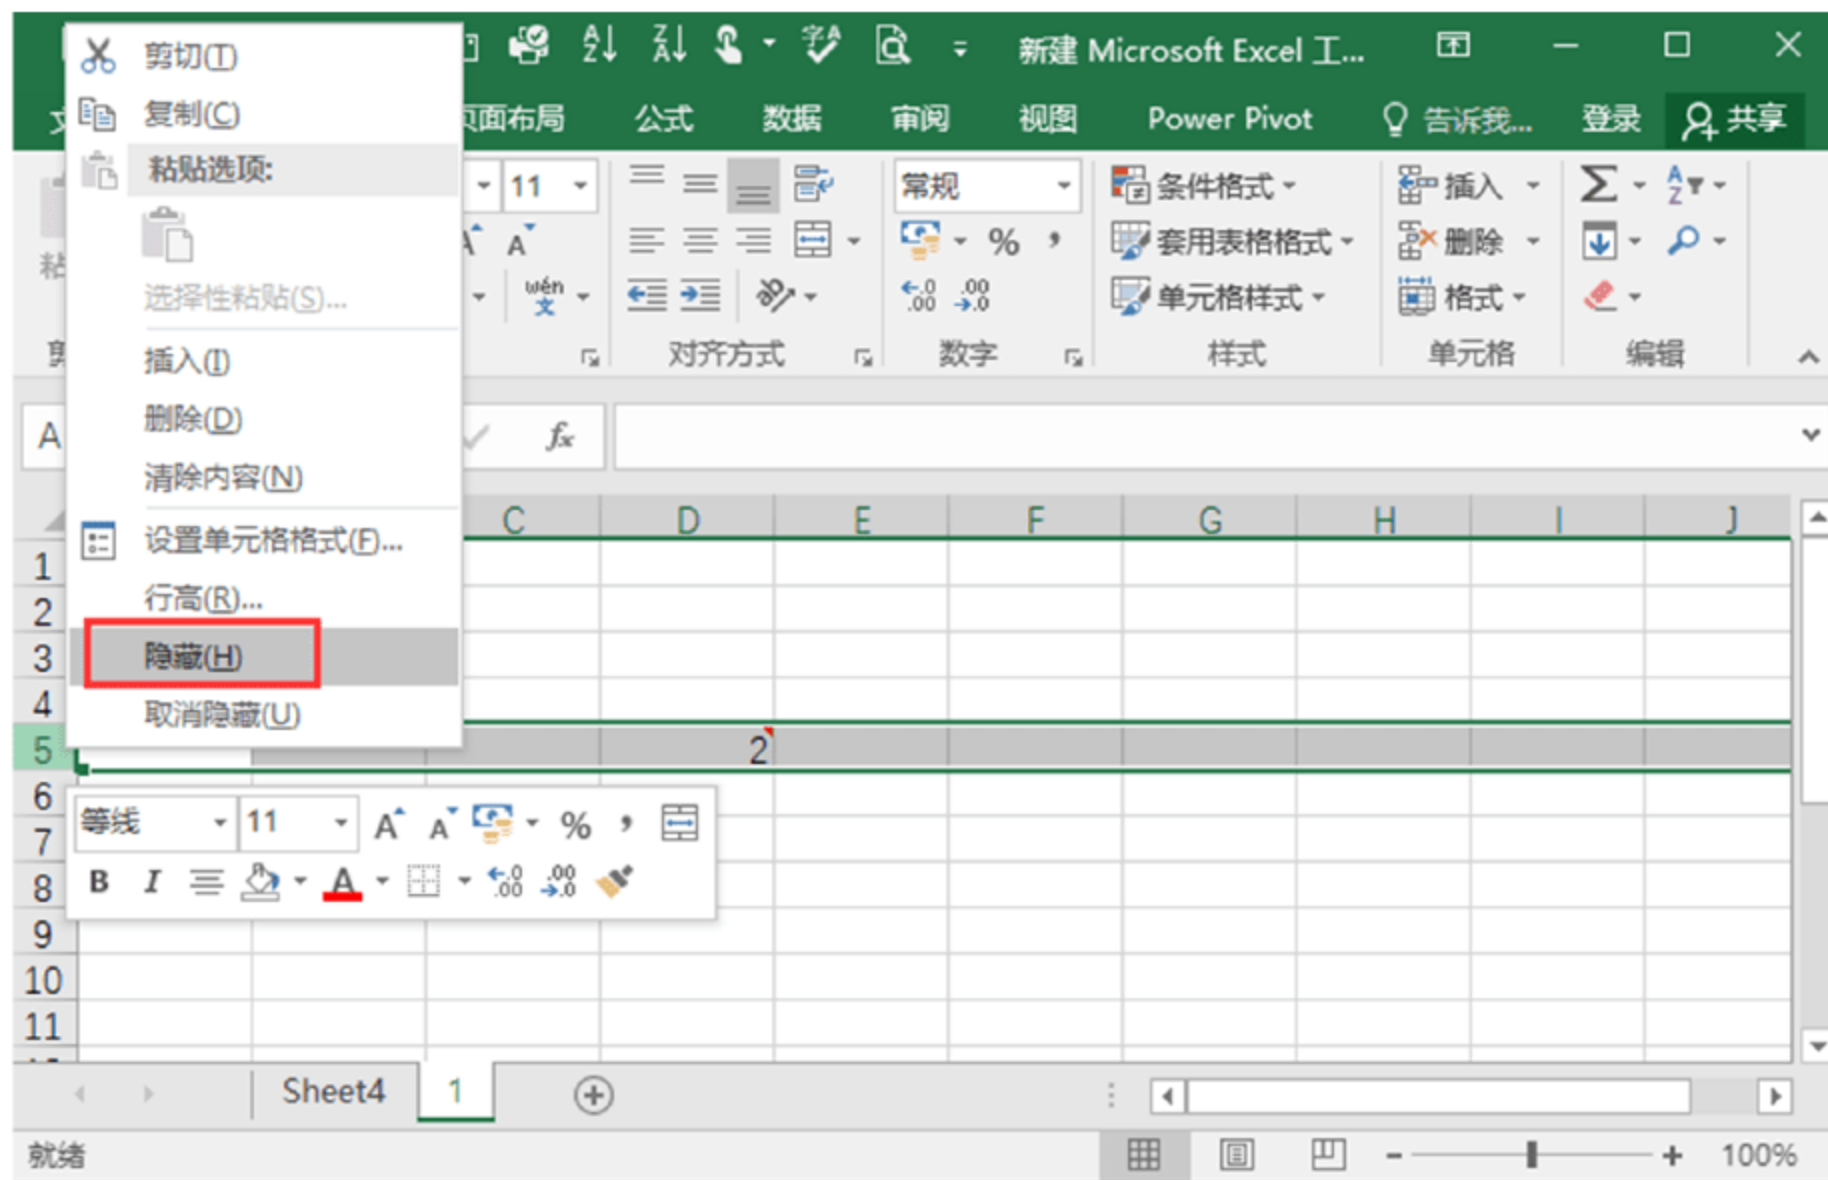 新建 Microsoft Excel 工...
页面布局 公式 数据 审阅 视图 Power Pivot 告诉我... 登录 共享
剪切(T)
复制(C)
粘贴选项:
选择性粘贴(S)...
插入(I)
删除(D)
清除内容(N)
设置单元格格式(F)...
行高(R)...
隐藏(H)
取消隐藏(U)
11 常规 条件格式 插入
% , 套用表格格式 删除
wén 文 单元格样式 格式
对齐方式 数字 样式 单元格 编辑
A fx
C D E F G H I J
1
2
3
4
5 2
6
7
8
9
10
11
等线 11 A A % ,
B I A .0 .00 .00 .0
Sheet4 1
就绪 100%